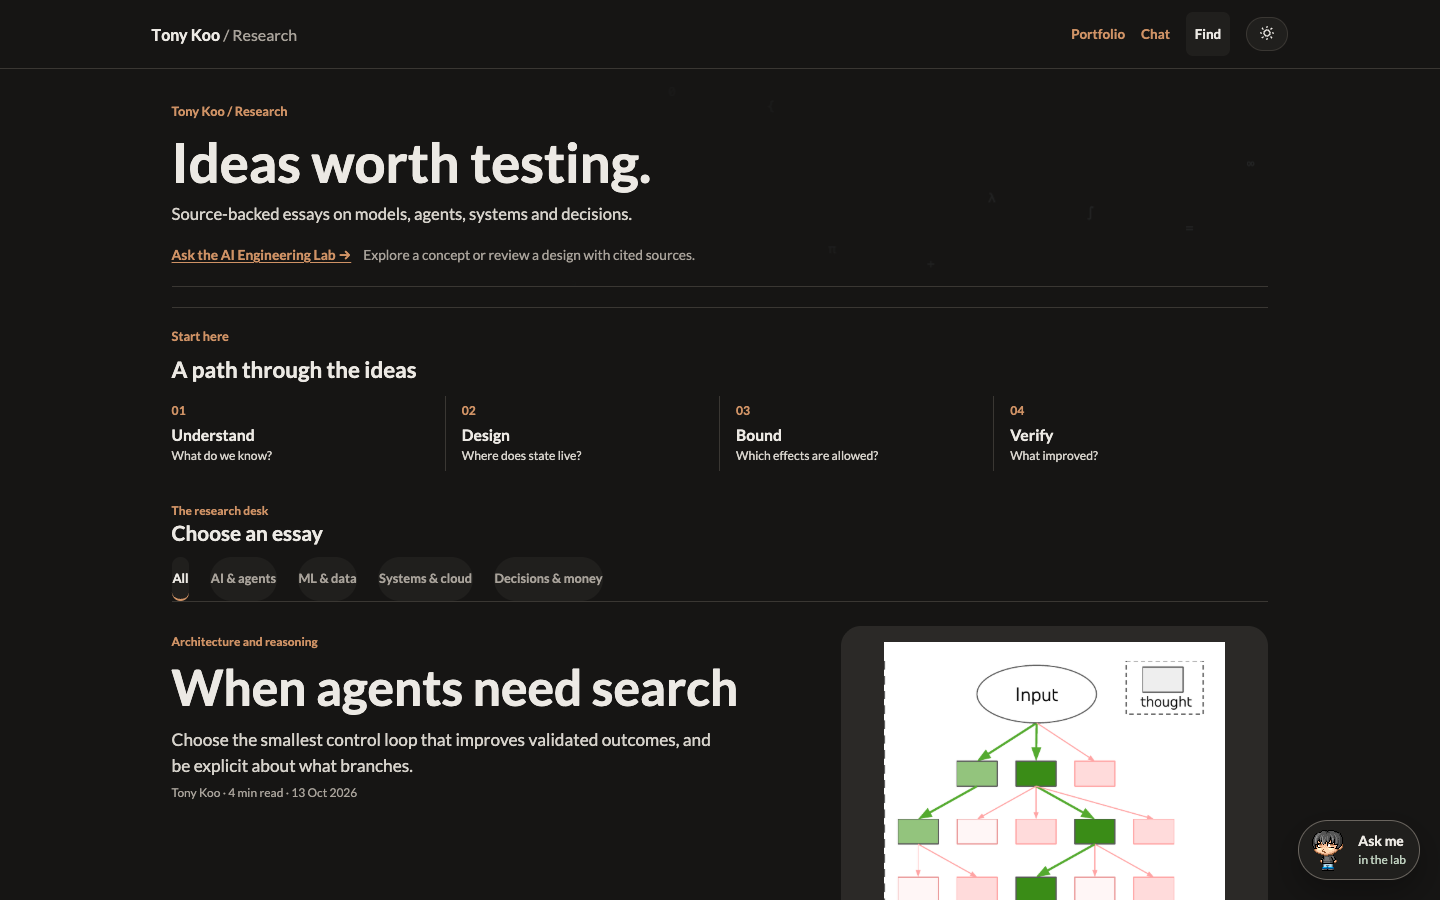 Tony Koo / Research
Portfolio Chat Find
Tony Koo / Research
Ideas worth testing.
Source-backed essays on models, agents, systems and decisions.
Ask the AI Engineering Lab → Explore a concept or review a design with cited sources.
Start here
A path through the ideas
01
Understand
What do we know?
02
Design
Where does state live?
03
Bound
Which effects are allowed?
04
Verify
What improved?
The research desk
Choose an essay
All AI & agents ML & data Systems & cloud Decisions & money
Architecture and reasoning
When agents need search
Choose the smallest control loop that improves validated outcomes, and
be explicit about what branches.
Tony Koo · 4 min read · 13 Oct 2026
Input
thought
Ask me
in the lab